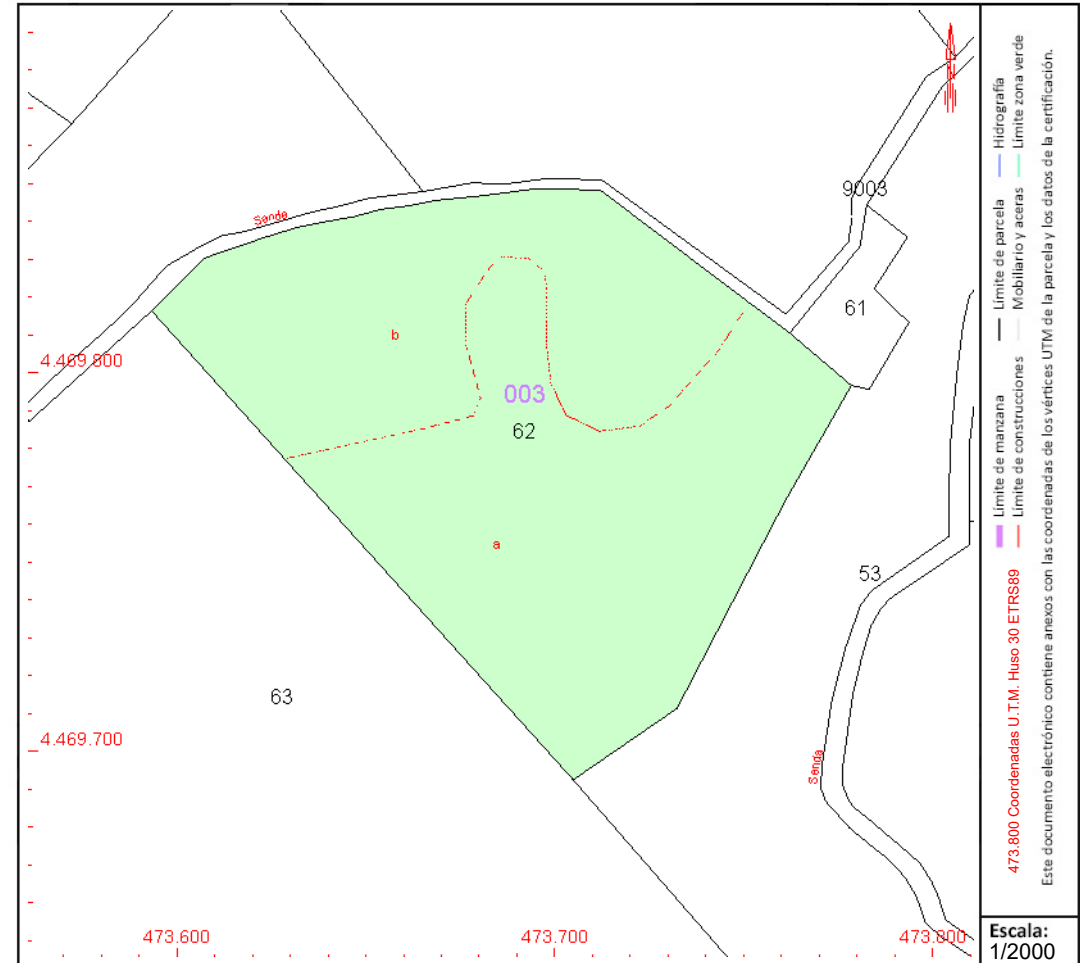 9003
Senda
61
b
4.469.800
003
62
a
53
63
4.469.700
Senda
473.600
473.700
473.800
473.800 Coordenadas U.T.M. Huso 30 ETRS89
Límite de manzana
Límite de parcela
Hidrografía
Límite de construcciones
Mobiliario y aceras
Límite zona verde
Este documento electrónico contiene anexos con las coordenadas de los vértices UTM de la parcela y los datos de la certificación.
Escala:
1/2000